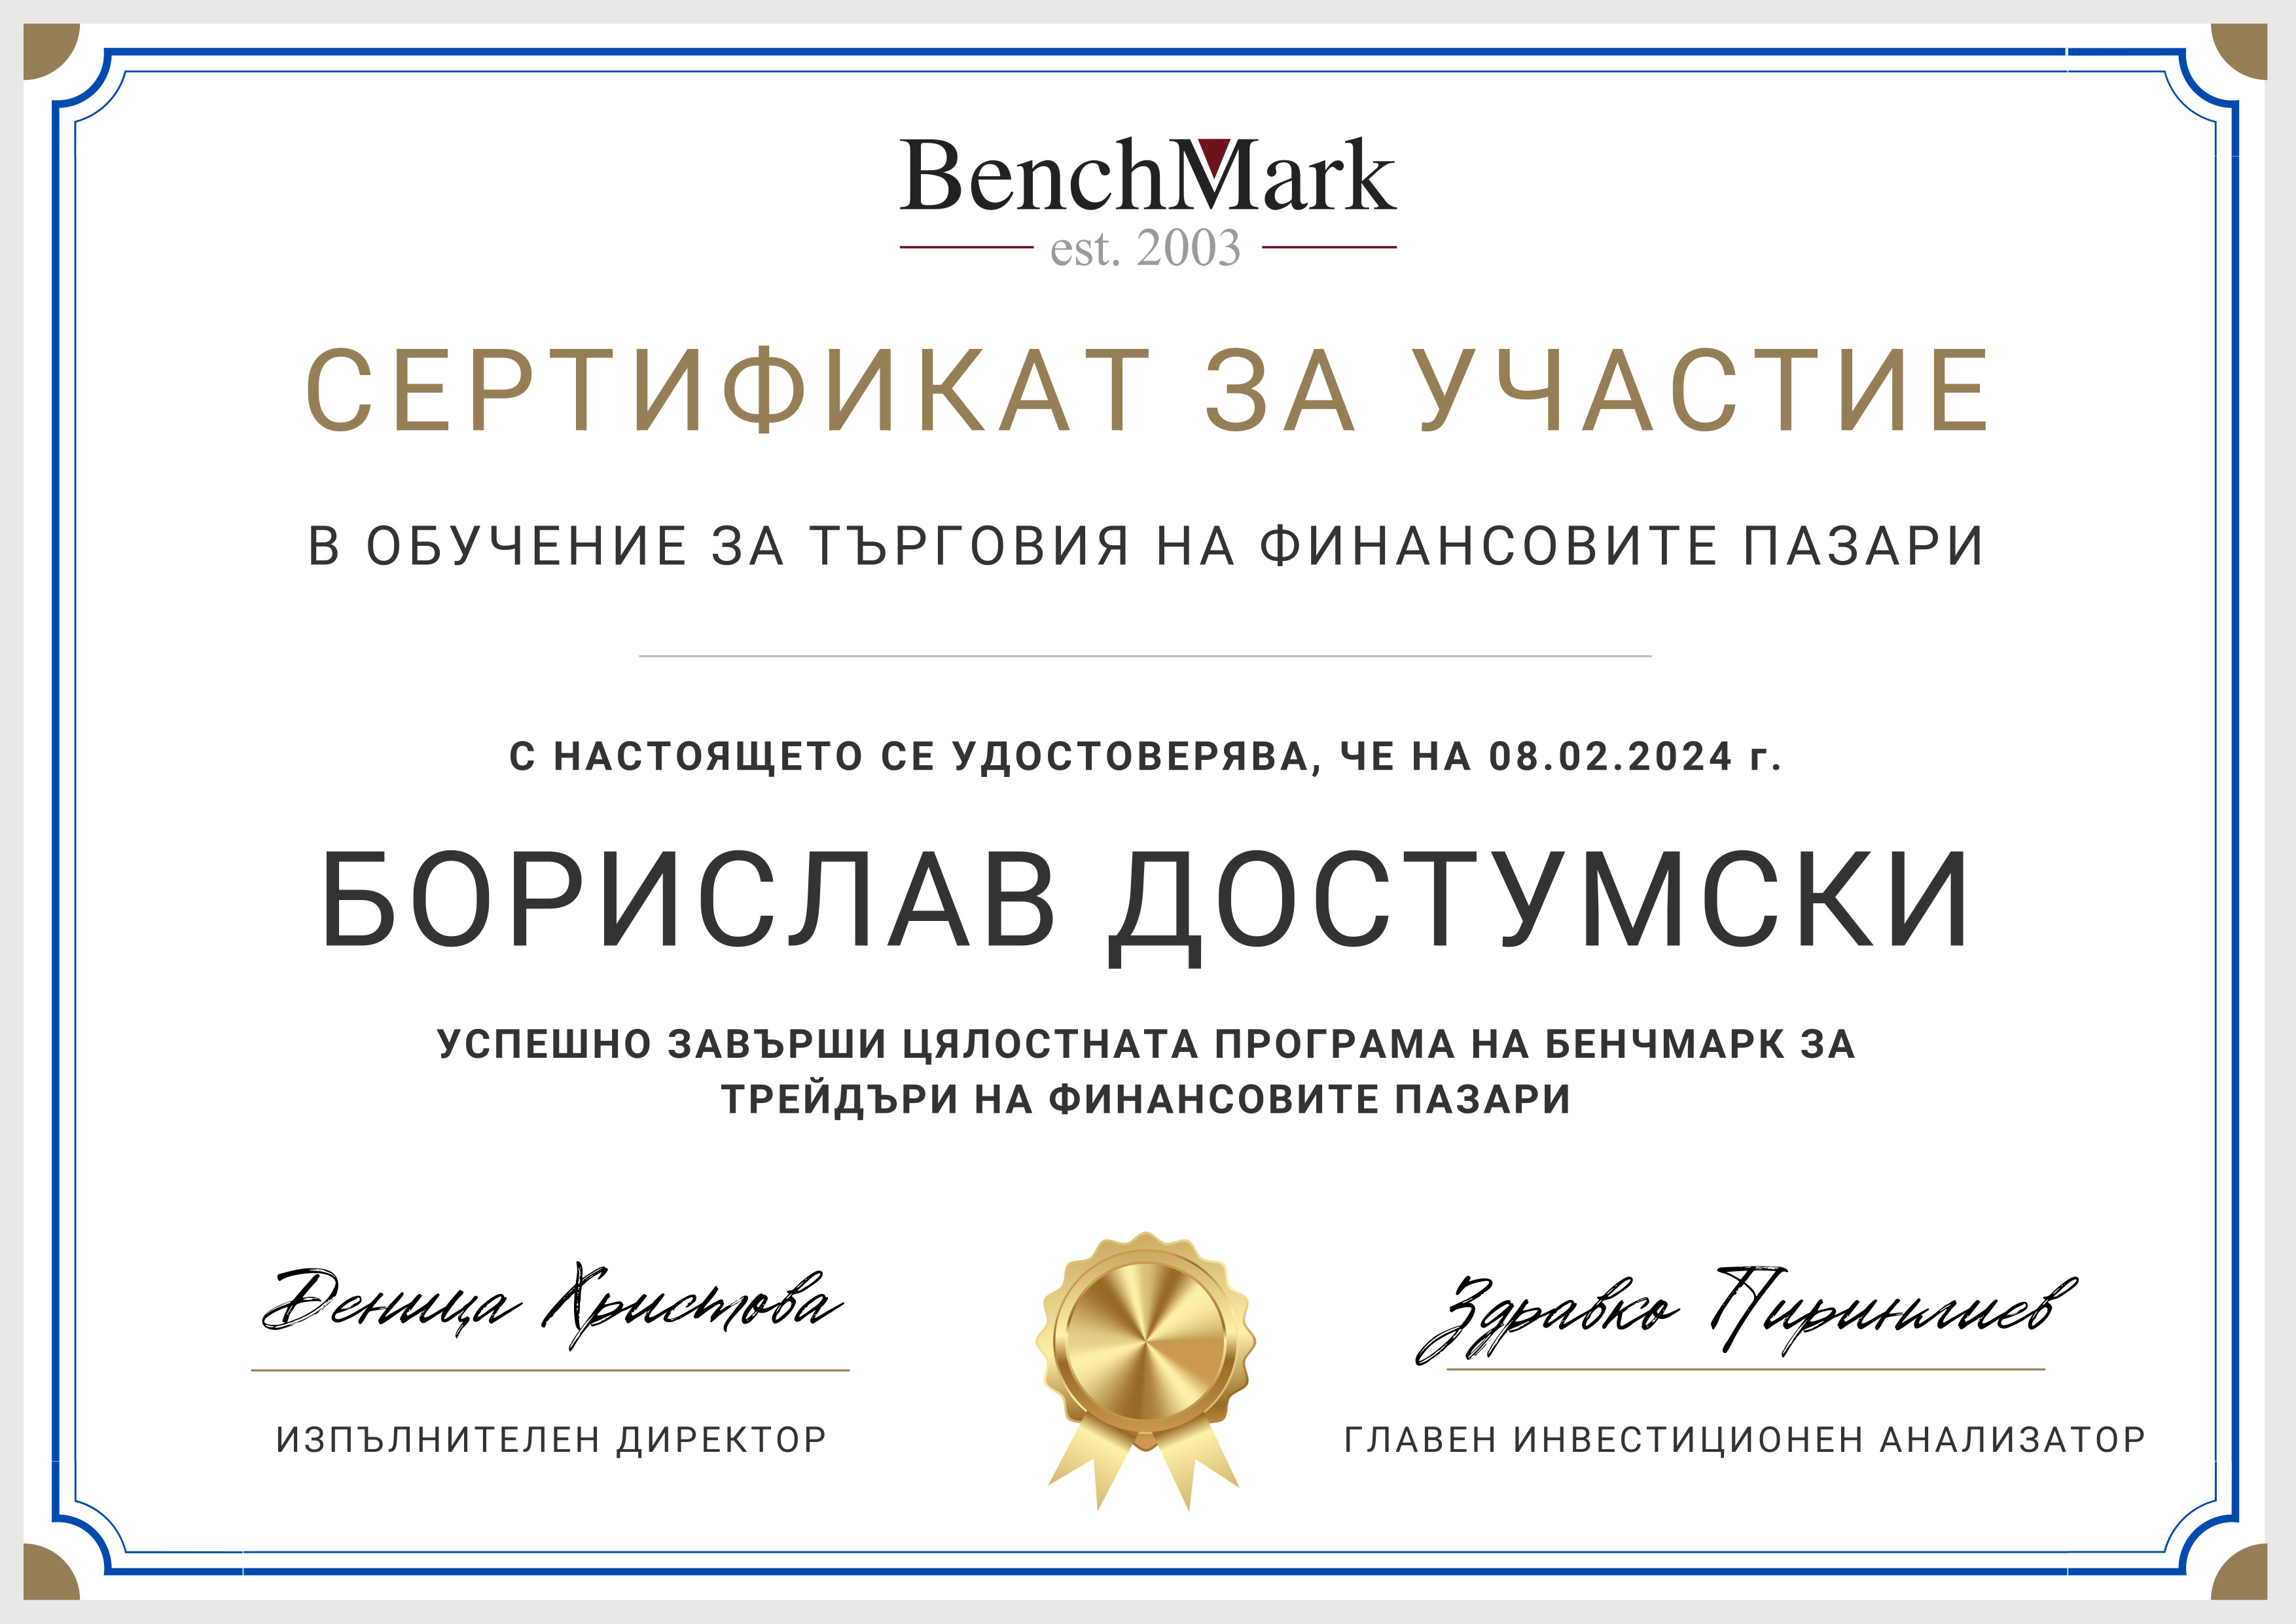 BenchMark
est. 2003
СЕРТИФИКАТ ЗА УЧАСТИЕ
В ОБУЧЕНИЕ ЗА ТЪРГОВИЯ НА ФИНАНСОВИТЕ ПАЗАРИ
С НАСТОЯЩЕТО СЕ УДОСТОВЕРЯВА, ЧЕ НА 08.02.2024 г.
БОРИСЛАВ ДОСТУМСКИ
УСПЕШНО ЗАВЪРШИ ЦЯЛОСТНАТА ПРОГРАМА НА БЕНЧМАРК ЗА
ТРЕЙДЪРИ НА ФИНАНСОВИТЕ ПАЗАРИ
Деница Христова
Здравко Пиринлиев
ИЗПЪЛНИТЕЛЕН ДИРЕКТОР
ГЛАВЕН ИНВЕСТИЦИОНЕН АНАЛИЗАТОР